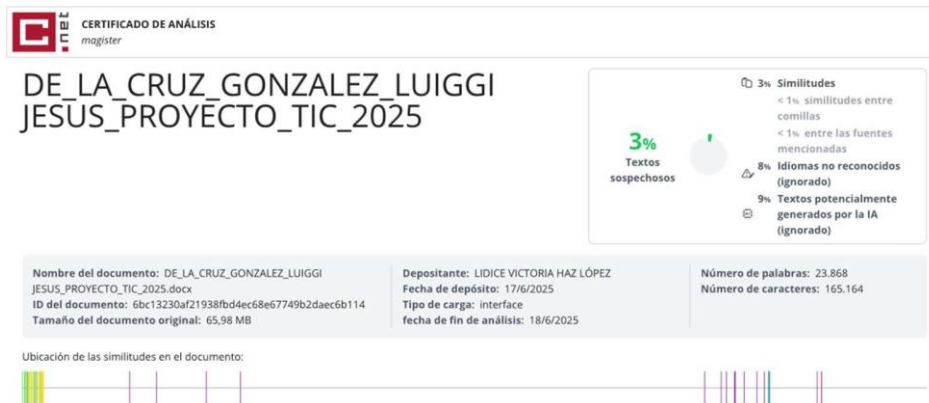 .net
CERTIFICADO DE ANÁLISIS
magister
DE_LA_CRUZ_GONZALEZ_LUIGGI
JESUS_PROYECTO_TIC_2025
3%
Textos
sospechosos
3% Similitudes
< 1% similitudes entre
comillas
< 1% entre las fuentes
mencionadas
8% Idiomas no reconocidos
(ignorado)
9% Textos potencialmente
generados por la IA
(ignorado)
Nombre del documento: DE_LA_CRUZ_GONZALEZ_LUIGGI
JESUS_PROYECTO_TIC_2025.docx
ID del documento: 6bc13230af21938fbd4ec68e67749b2daec6b114
Tamaño del documento original: 65,98 MB
Depositante: LIDICE VICTORIA HAZ LÓPEZ
Fecha de depósito: 17/6/2025
Tipo de carga: interface
fecha de fin de análisis: 18/6/2025
Número de palabras: 23.868
Número de caracteres: 165.164
Ubicación de las similitudes en el documento: